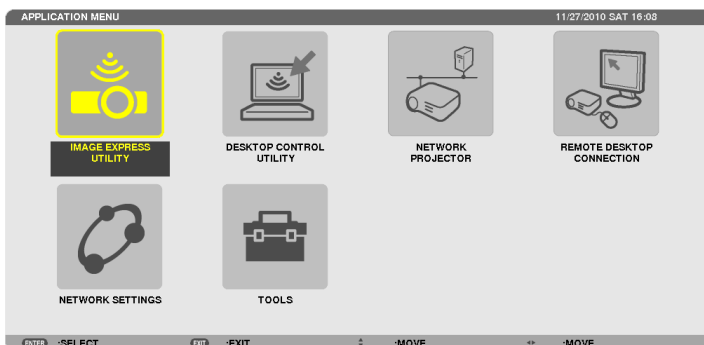 APPLICATION MENU 11/27/2010 SAT 16:08
IMAGE EXPRESS
UTILITY
DESKTOP CONTROL
UTILITY
NETWORK
PROJECTOR
REMOTE DESKTOP
CONNECTION
NETWORK SETTINGS
TOOLS
ENTER :SELECT EXIT :EXIT :MOVE :MOVE